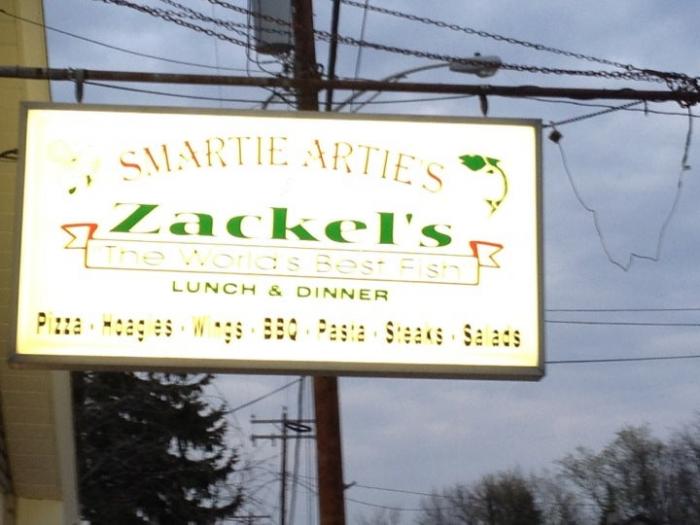 SMARTIE ARTIE'S
Zackel's
The World's Best Fish
LUNCH & DINNER
Pizza · Hoagies · Wings · BBQ · Pasta · Steaks · Salads